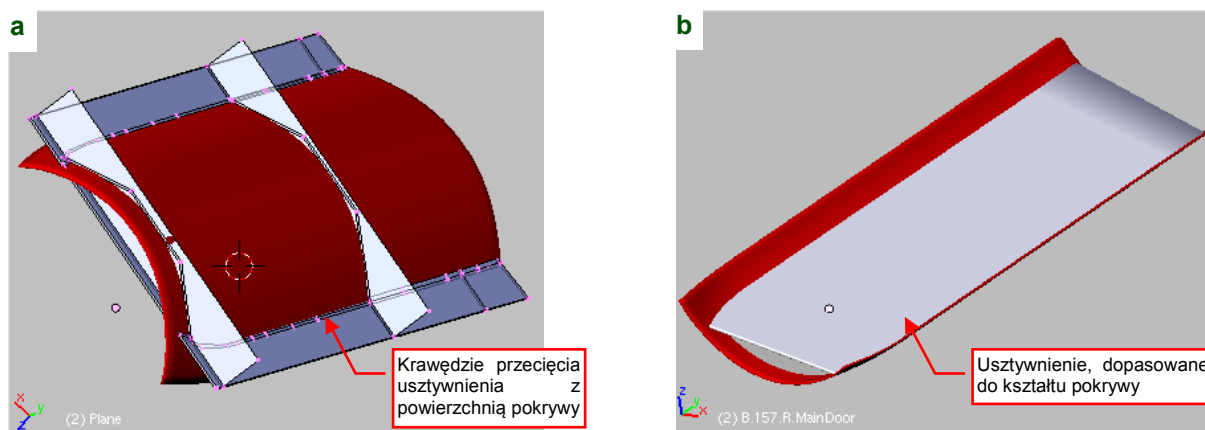 a
b
Krawędzie przecięcia
usztywnienia z
powierzchnią pokrywy
Usztywnienie, dopasowane
do kształtu pokrywy
x
y
z
(2) Plane
z
y
x
(2) B.157.R.MainDoor